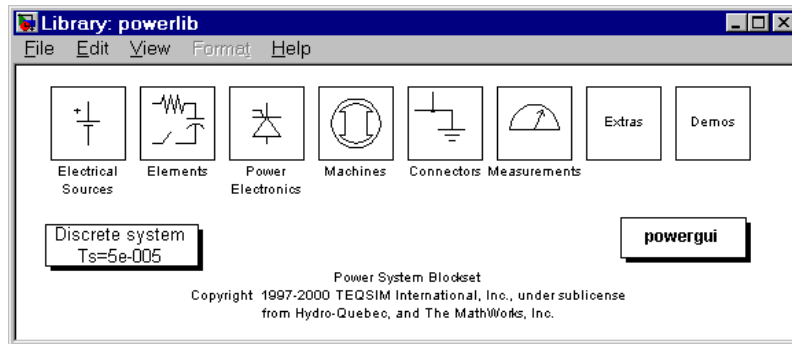 Library: powerlib
File Edit View Format Help
Extras
Demos
Electrical Sources
Elements
Power Electronics
Machines
Connectors
Measurements
Discrete system
Ts=5e-005
powergui
Power System Blockset
Copyright 1997-2000 TEQSIM International, Inc., under sublicense
from Hydro-Quebec, and The MathWorks, Inc.